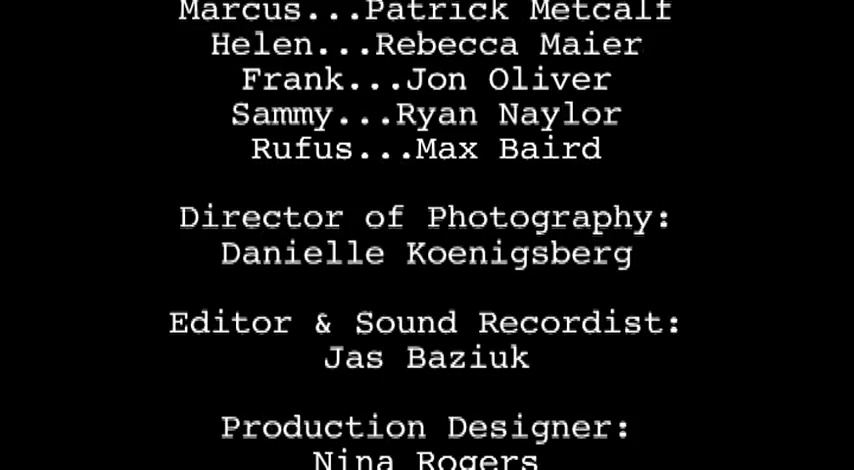 Marcus...Patrick Metcalf
Helen...Rebecca Maier
Frank...Jon Oliver
Sammy...Ryan Naylor
Rufus...Max Baird
Director of Photography:
Danielle Koenigsberg
Editor & Sound Recordist:
Jas Baziuk
Production Designer:
Nina Rogers